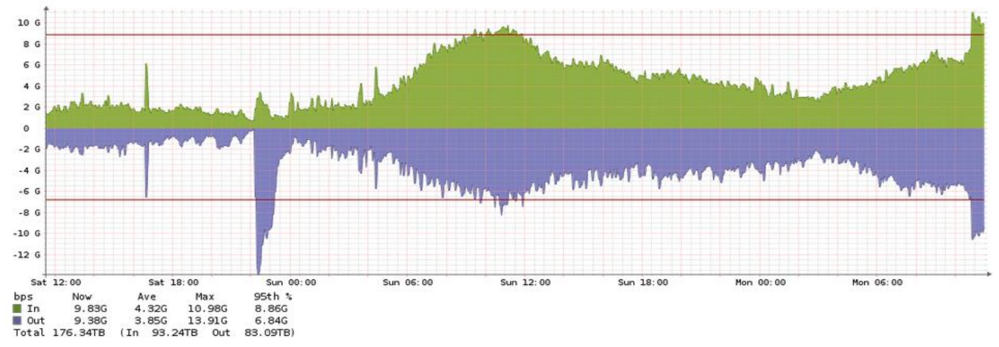 10 G
8 G
6 G
4 G
2 G
0
-2 G
-4 G
-6 G
-8 G
-10 G
-12 G
Sat 12:00 Sat 18:00 Sun 00:00 Sun 06:00 Sun 12:00 Sun 18:00 Mon 00:00 Mon 06:00
bps Now Ave Max 95th %
In 9.83G 4.32G 10.98G 8.86G
Out 9.38G 3.85G 13.91G 6.84G
Total 176.34TB (In 93.24TB Out 83.09TB)